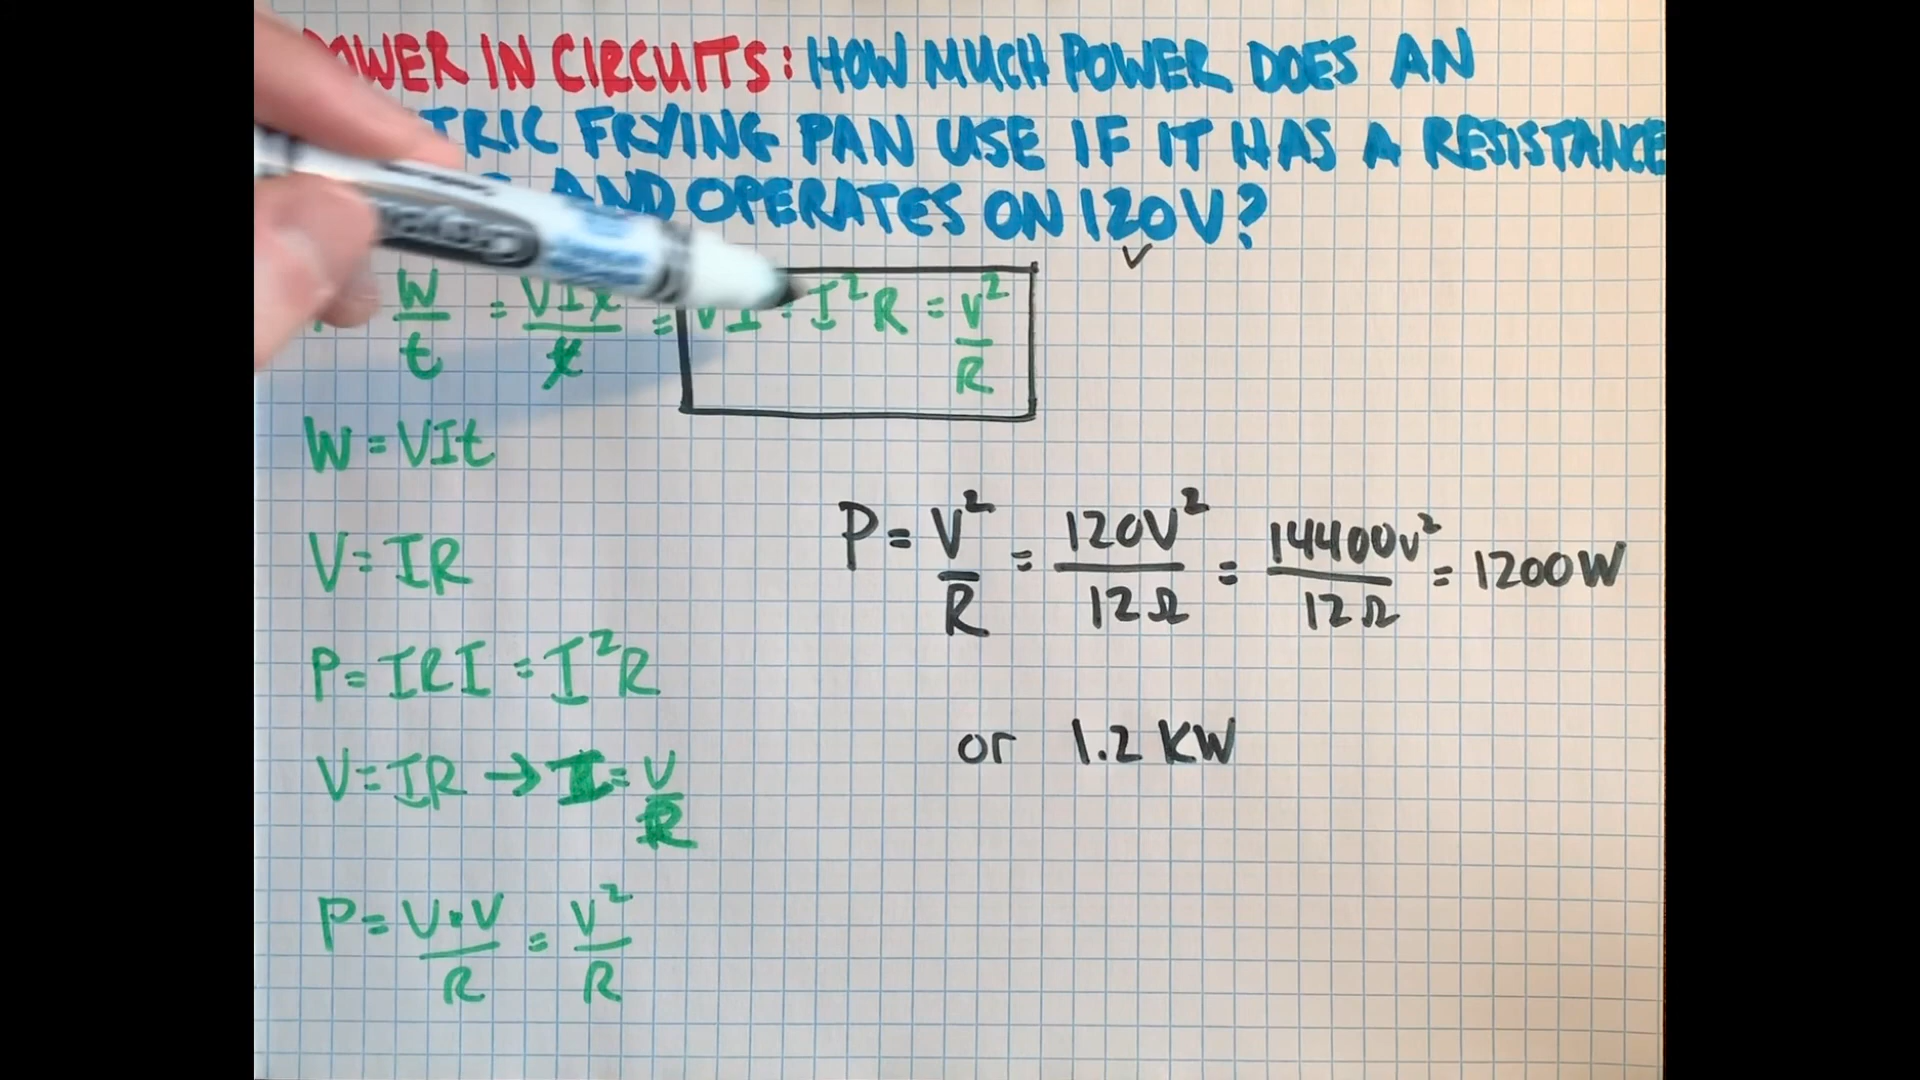 POWER IN CIRCUITS: HOW MUCH POWER DOES AN
TRIC FRYING PAN USE IF IT HAS A RESISTANCE
AND OPERATES ON 120V?
V
W/t = VIt/t = VI = I²R = V²/R
W = VIt
V = IR
P = IRI = I²R
V = IR → I = V/R
P = V·V/R = V²/R
P = V²/R = 120V²/12Ω = 14400V²/12Ω = 1200W
or 1.2 KW